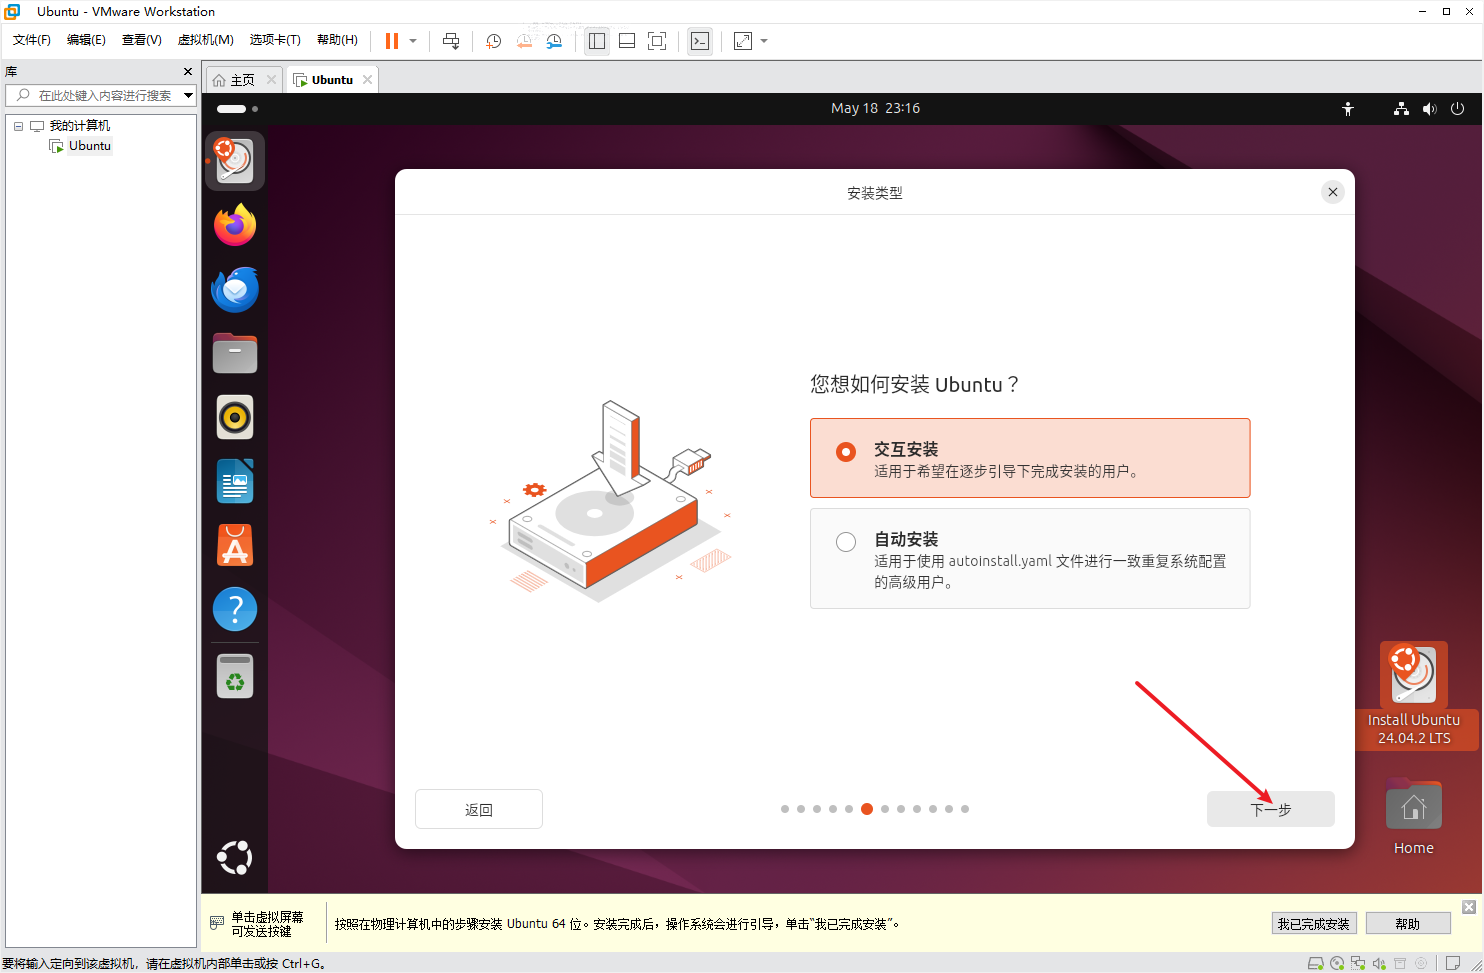 Ubuntu - VMware Workstation
文件(F) 编辑(E) 查看(V) 虚拟机(M) 选项卡(T) 帮助(H)
库
主页
Ubuntu
在此处键入内容进行搜索
我的计算机
Ubuntu
May 18 23:16
安装类型
您想如何安装 Ubuntu？
交互安装
适用于希望在逐步引导下完成安装的用户。
自动安装
适用于使用 autoinstall.yaml 文件进行一致重复系统配置
的高级用户。
返回
下一步
Install Ubuntu
24.04.2 LTS
Home
单击虚拟屏幕
可发送按键
按照在物理计算机中的步骤安装 Ubuntu 64 位。安装完成后，操作系统会进行引导，单击“我已完成安装”。
我已完成安装
帮助
要将输入定向到该虚拟机，请在虚拟机内部单击或按 Ctrl+G。